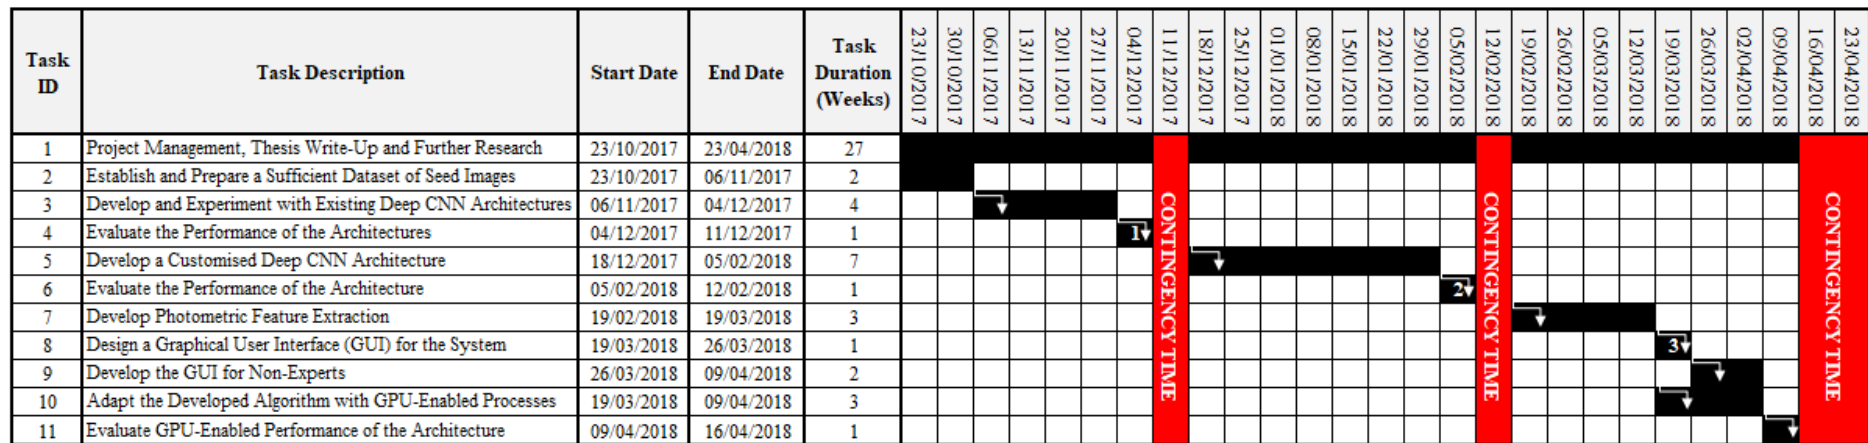 Task ID Task Description Start Date End Date Task Duration (Weeks) 23/10/2017 30/10/2017 06/11/2017 13/11/2017 20/11/2017 27/11/2017 04/12/2017 11/12/2017 18/12/2017 25/12/2017 01/01/2018 08/01/2018 15/01/2018 22/01/2018 29/01/2018 05/02/2018 12/02/2018 19/02/2018 26/02/2018 05/03/2018 12/03/2018 19/03/2018 26/03/2018 02/04/2018 09/04/2018 16/04/2018 23/04/2018
1 Project Management, Thesis Write-Up and Further Research 23/10/2017 23/04/2018 27
2 Establish and Prepare a Sufficient Dataset of Seed Images 23/10/2017 06/11/2017 2
3 Develop and Experiment with Existing Deep CNN Architectures 06/11/2017 04/12/2017 4
4 Evaluate the Performance of the Architectures 04/12/2017 11/12/2017 1 1
5 Develop a Customised Deep CNN Architecture 18/12/2017 05/02/2018 7
6 Evaluate the Performance of the Architecture 05/02/2018 12/02/2018 1 2
7 Develop Photometric Feature Extraction 19/02/2018 19/03/2018 3
8 Design a Graphical User Interface (GUI) for the System 19/03/2018 26/03/2018 1 3
9 Develop the GUI for Non-Experts 26/03/2018 09/04/2018 2
10 Adapt the Developed Algorithm with GPU-Enabled Processes 19/03/2018 09/04/2018 3
11 Evaluate GPU-Enabled Performance of the Architecture 09/04/2018 16/04/2018 1
CONTINGENCY TIME
CONTINGENCY TIME
CONTINGENCY TIME